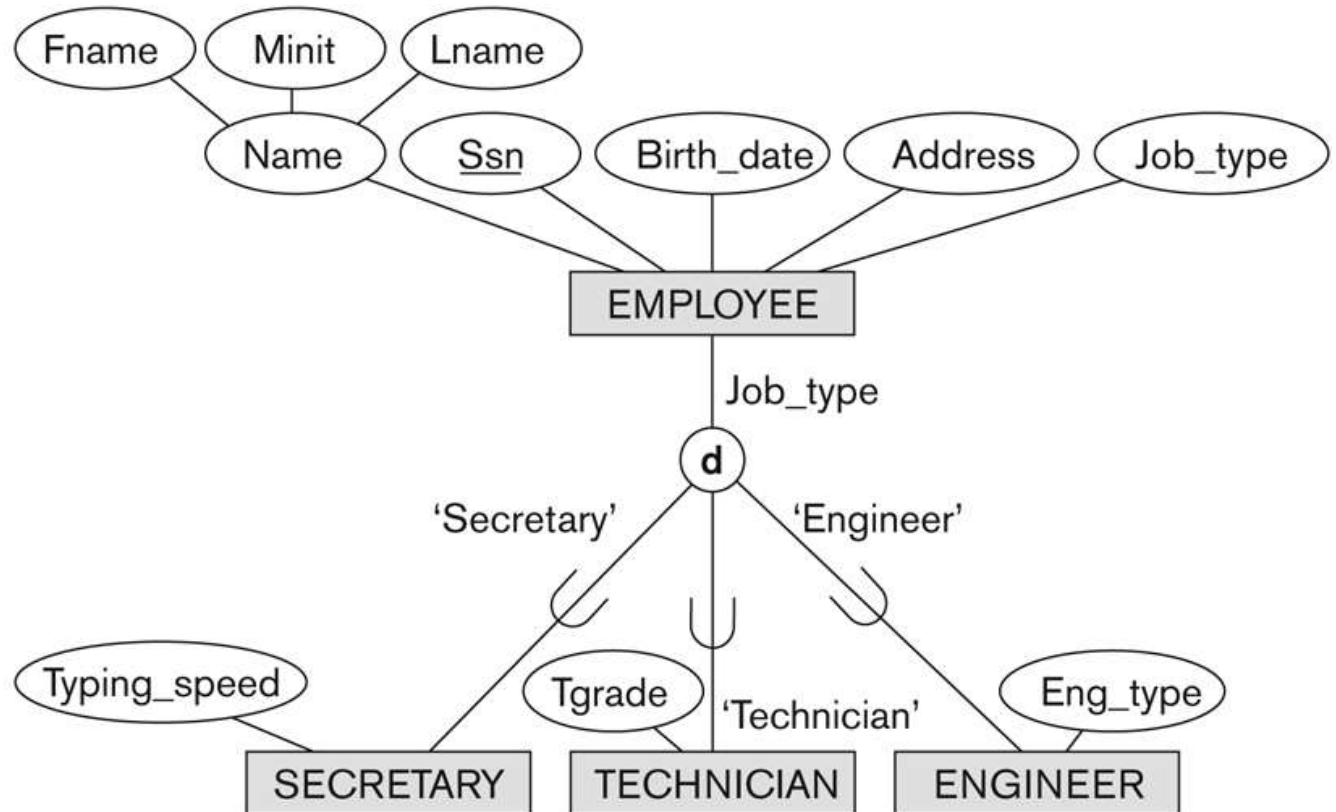 Fname Minit Lname
Name Ssn Birth_date Address Job_type
EMPLOYEE
Job_type
d
‘Secretary’ ‘Engineer’
Typing_speed Tgrade Eng_type
‘Technician’
SECRETARY TECHNICIAN ENGINEER